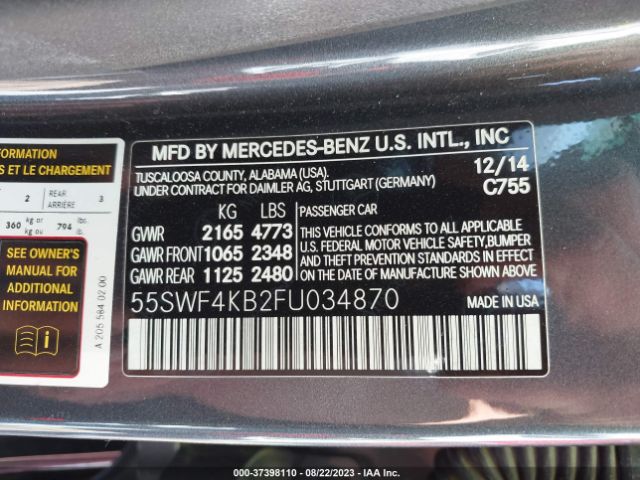 FORMATION
S ET LE CHARGEMENT
2 REAR ARRIÈRE 3
360 kg or kg ou 794 lbs. lb.
SEE OWNER'S
MANUAL FOR
ADDITIONAL
INFORMATION
A 205 584 02 00
MFD BY MERCEDES-BENZ U.S. INTL., INC
TUSCALOOSA COUNTY, ALABAMA (USA).
UNDER CONTRACT FOR DAIMLER AG, STUTTGART (GERMANY)
12/14
C755
KG LBS
GVWR 2165 4773
GAWR FRONT 1065 2348
GAWR REAR 1125 2480
PASSENGER CAR
THIS VEHICLE CONFORMS TO ALL APPLICABLE
U.S. FEDERAL MOTOR VEHICLE SAFETY,BUMPER
AND THEFT PREVENTION STANDARDS IN EFFECT
ON THE DATE OF MANUFACTURE SHOWN ABOVE.
55SWF4KB2FU034870
MADE IN USA
000-37398110 - 08/22/2023 - IAA Inc.